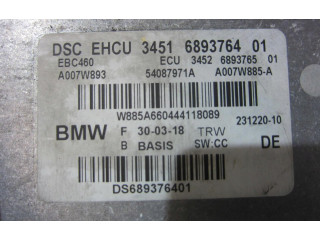 DSC EHCU 3451 6893764 01
EBC460 ECU 3452 6893765 01
A007W893 54087971A A007W885-A
W885A660444118089
231220-10
BMW F 30-03-18 TRW
B BASIS SW:CC DE
DS689376401